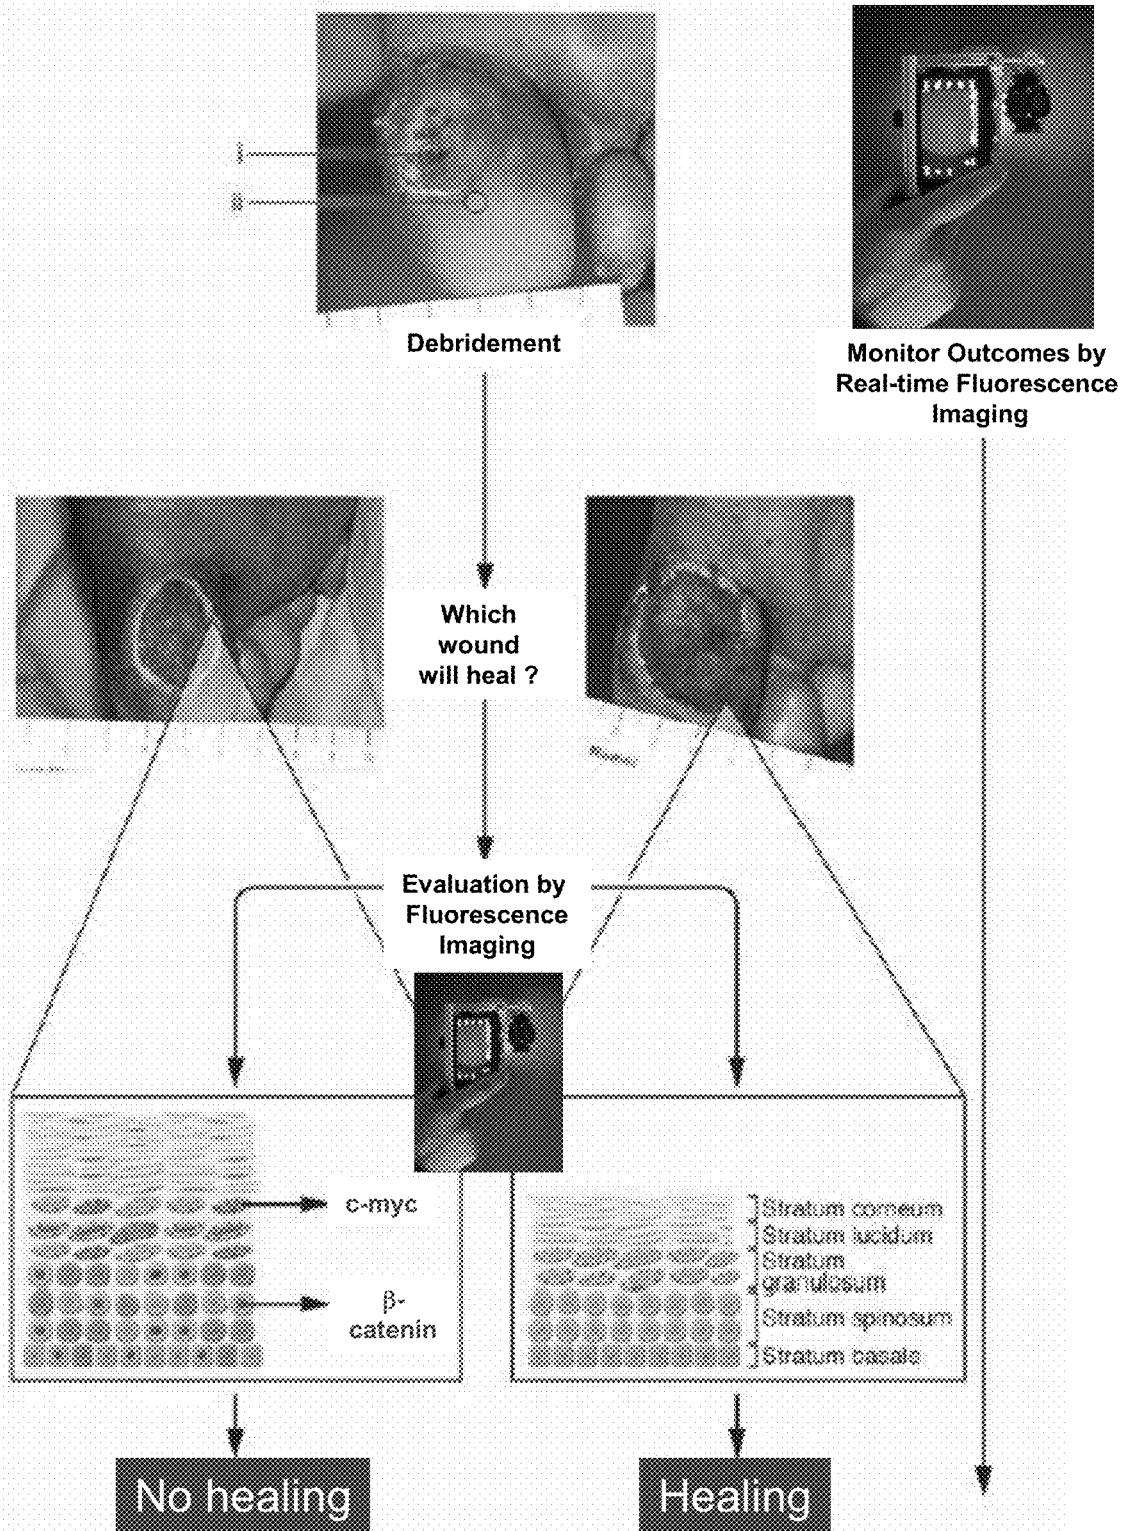 Debridement
Monitor Outcomes by
Real-time Fluorescence
Imaging
Which
wound
will heal ?
Evaluation by
Fluorescence
Imaging
c-myc
β-
catenin
Stratum corneum
Stratum lucidum
Stratum
granulosum
Stratum spinosum
Stratum basale
No healing
Healing